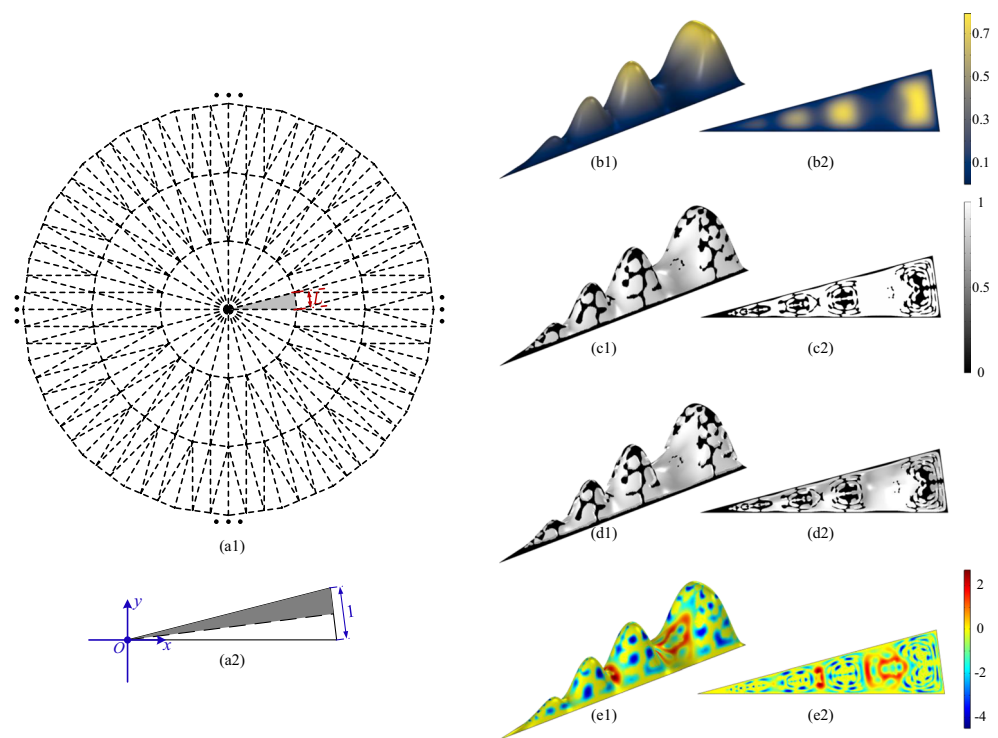 L
(a1)
y
O
x
1
(a2)
0.7
0.5
0.3
0.1
(b1)
(b2)
1
0.5
0
(c1)
(c2)
(d1)
(d2)
2
0
-2
-4
(e1)
(e2)